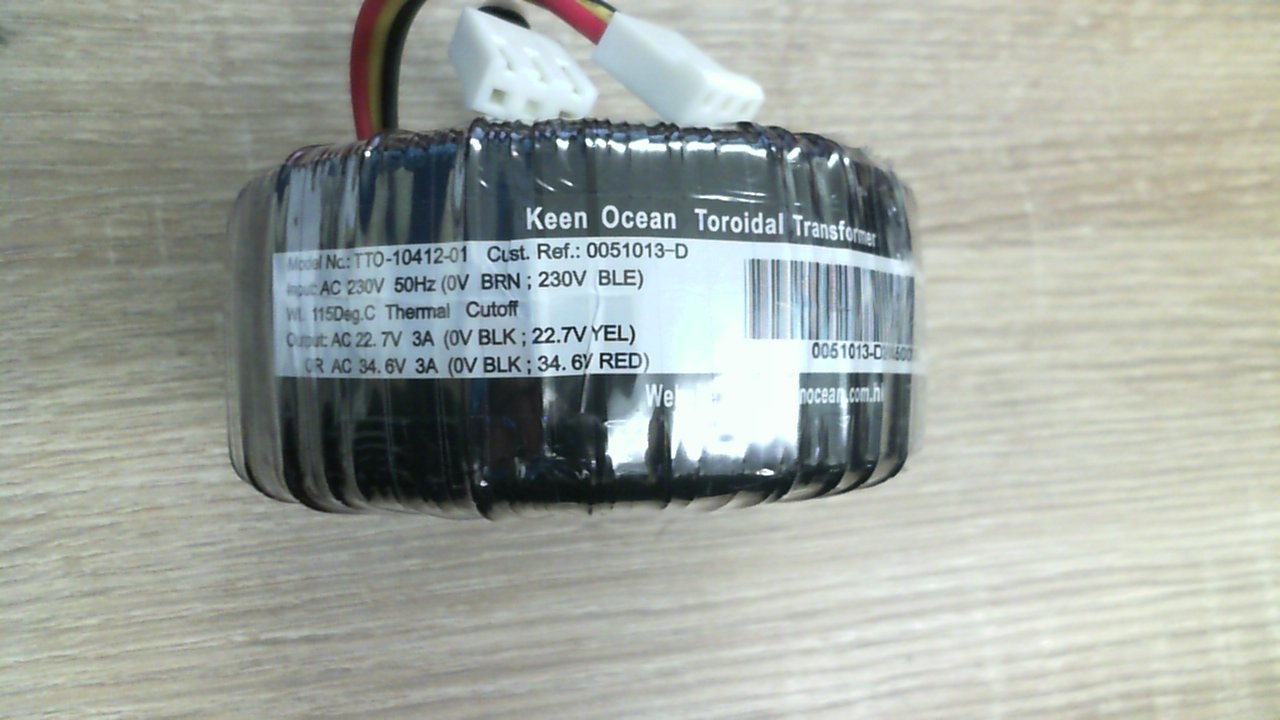 Keen Ocean Toroidal Transformer
Model No.: TTO-10412-01 Cust. Ref.: 0051013-D
Input: AC 230V 50Hz (0V BRN ; 230V BLE)
115Deg.C Thermal Cutoff
Output: AC 22.7V 3A (0V BLK ; 22.7V YEL)
OR AC 34.6V 3A (0V BLK ; 34.6V RED)
0051013-D